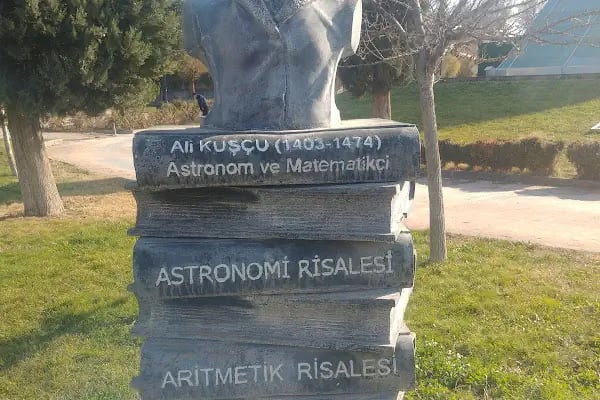 Ali KUŞÇU (1403-1474)
Astronom ve Matematikçi
ASTRONOMİ RİSALESİ
ARİTMETİK RİSALESİ